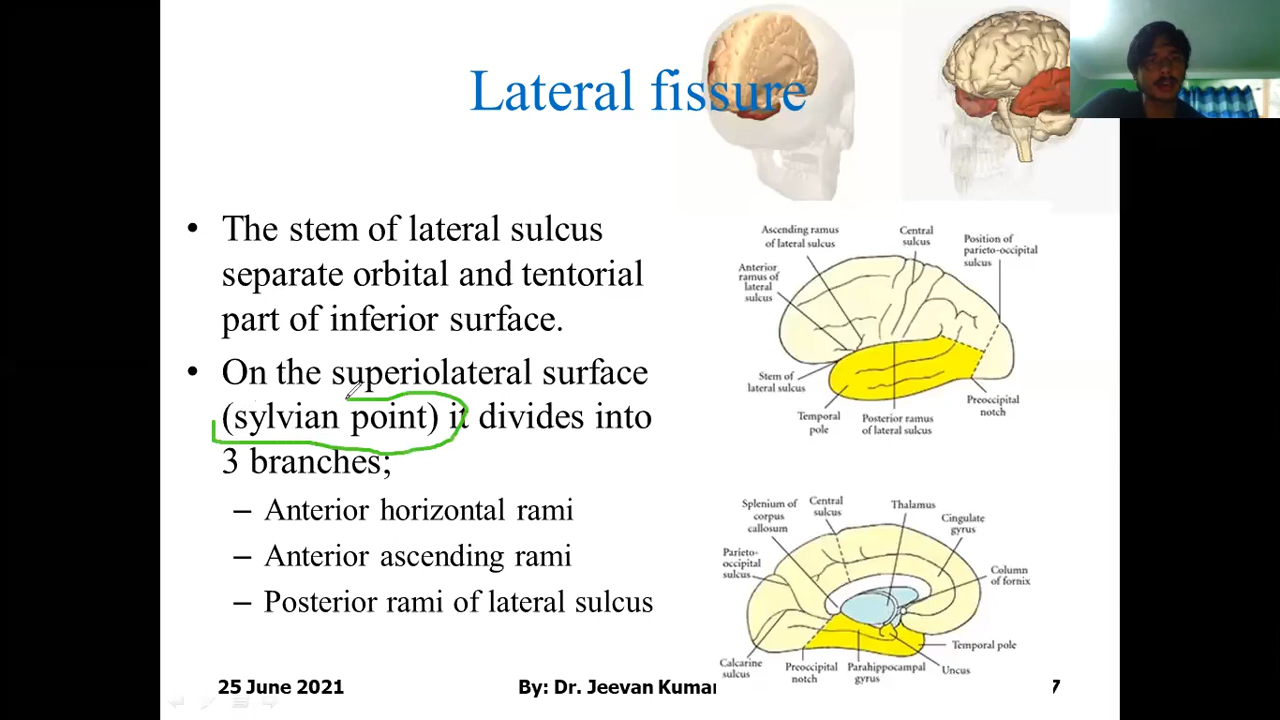 Lateral fissure
• The stem of lateral sulcus
separate orbital and tentorial
part of inferior surface.
• On the superiolateral surface
(sylvian point) it divides into
3 branches;
– Anterior horizontal rami
– Anterior ascending rami
– Posterior rami of lateral sulcus
Ascending ramus
of lateral sulcus
Central
sulcus
Position of
parieto-occipital
sulcus
Anterior
ramus of
lateral
sulcus
Stem of
lateral sulcus
Temporal
pole
Posterior ramus
of lateral sulcus
Preoccipital
notch
Splenium of
corpus
callosum
Central
sulcus
Thalamus
Cingulate
gyrus
Parieto-
occipital
sulcus
Column
of fornix
Temporal pole
Calcarine
sulcus
Preoccipital
notch
Parahippocampal
gyrus
Uncus
25 June 2021
By: Dr. Jeevan Kumar
7